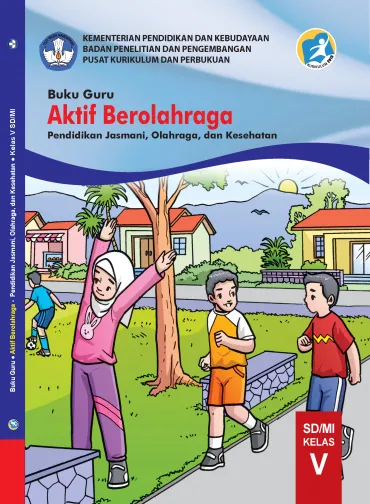 KEMENTERIAN PENDIDIKAN DAN KEBUDAYAAN
BADAN PENELITIAN DAN PENGEMBANGAN
PUSAT KURIKULUM DAN PERBUKUAN
Buku Guru
Aktif Berolahraga
Pendidikan Jasmani, Olahraga, dan Kesehatan
SD/MI
KELAS
V
Buku Guru ● Aktif Berolahraga - Pendidikan Jasmani, Olahraga, dan Kesehatan ● Kelas V SD/MI